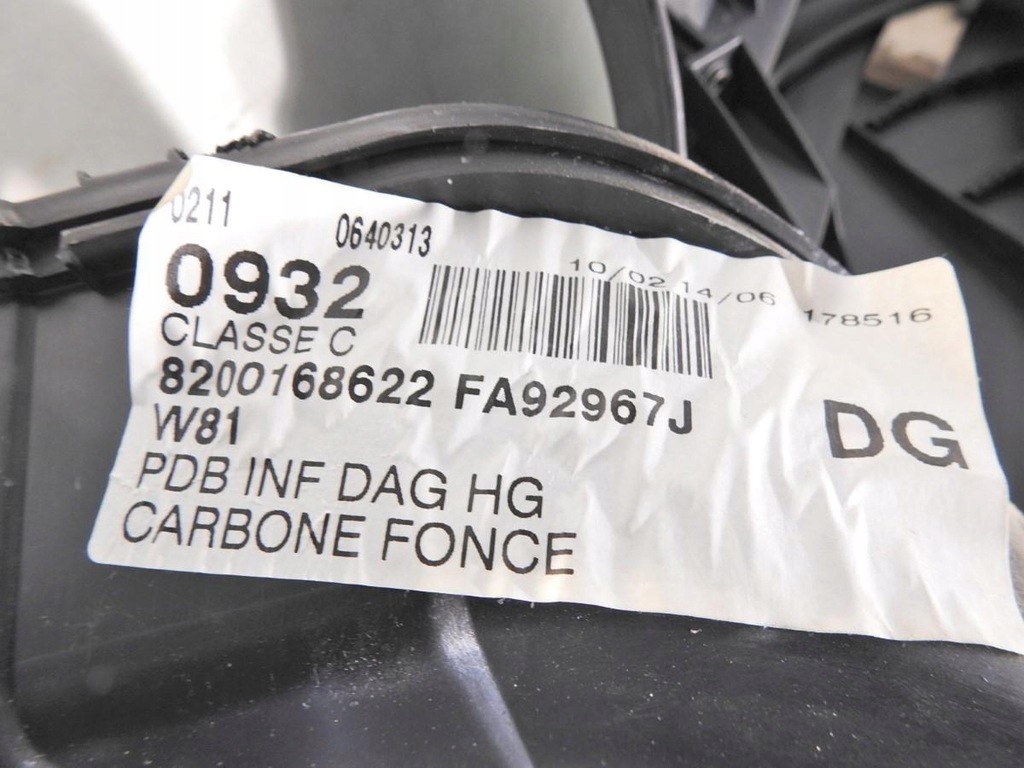 0211
0640313
10/02 14/06
178516
0932
CLASSE C
8200168622 FA92967J
DG
W81
PDB INF DAG HG
CARBONE FONCE